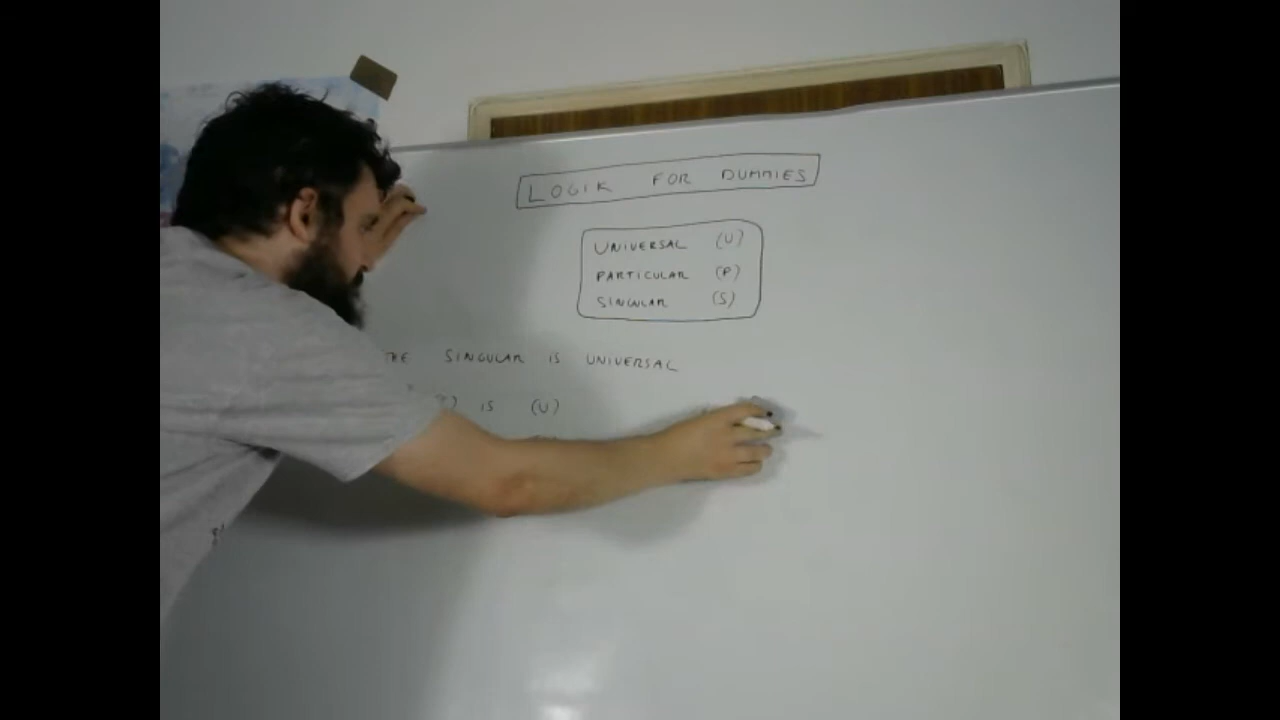 LOGIK FOR DUMMIES
UNIVERSAL (U)
PARTICULAR (P)
SINGULAR (S)
SINGULAR IS UNIVERSAL
IS (U)